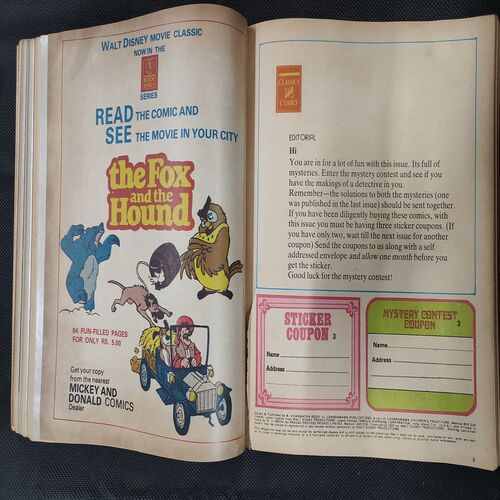 WALT DISNEY MOVIE CLASSIC
NOW IN THE
BOOK
SHELF
SERIES
READ THE COMIC AND
SEE THE MOVIE IN YOUR CITY
the Fox
and the
Hound
64 FUN-FILLED PAGES
FOR ONLY RS. 5.00
Get your copy
from the nearest
MICKEY AND
DONALD COMICS
Dealer
CLASSICS
COMICS
EDITORIAL
Hi
You are in for a lot of fun with this issue. Its full of
mysteries. Enter the mystery contest and see if you
have the makings of a detective in you.
Remember—the solutions to both the mysteries (one
was published in the last issue) should be sent together.
If you have been diligently buying these comics, with
this issue you must be having three sticker coupons. (If
you have only two, wait till the next issue for another
coupon) Send the coupons to us along with a self
addressed envelope and allow one month before you
get the sticker.
Good luck for the mystery contest!
STICKER
COUPON 3
Name
Address
MYSTERY CONTEST
COUPON 3
Name
Address